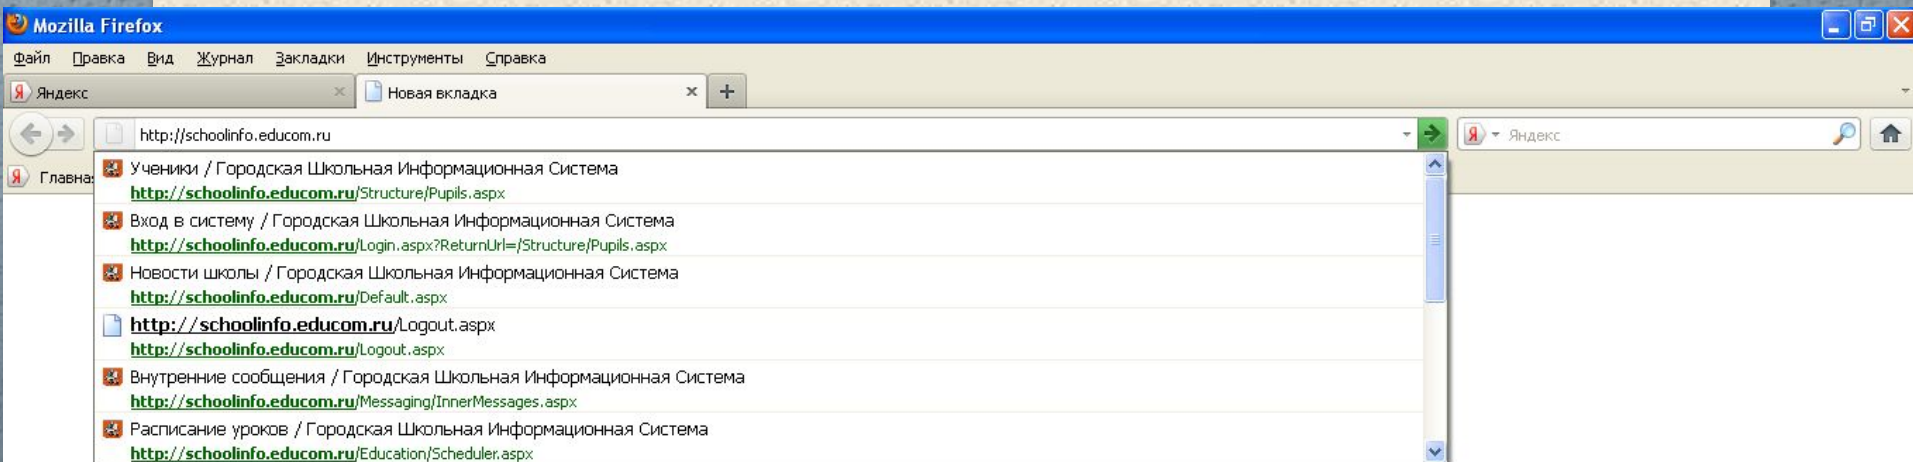 Mozilla Firefox
Файл Правка Вид Журнал Закладки Инструменты Справка
Я Яндекс Новая вкладка
http://schoolinfo.educom.ru Я Яндекс
Я Главна
Ученики / Городская Школьная Информационная Система
http://schoolinfo.educom.ru/Structure/Pupils.aspx
Вход в систему / Городская Школьная Информационная Система
http://schoolinfo.educom.ru/Login.aspx?ReturnUrl=/Structure/Pupils.aspx
Новости школы / Городская Школьная Информационная Система
http://schoolinfo.educom.ru/Default.aspx
http://schoolinfo.educom.ru/Logout.aspx
http://schoolinfo.educom.ru/Logout.aspx
Внутренние сообщения / Городская Школьная Информационная Система
http://schoolinfo.educom.ru/Messaging/InnerMessages.aspx
Расписание уроков / Городская Школьная Информационная Система
http://schoolinfo.educom.ru/Education/Scheduler.aspx